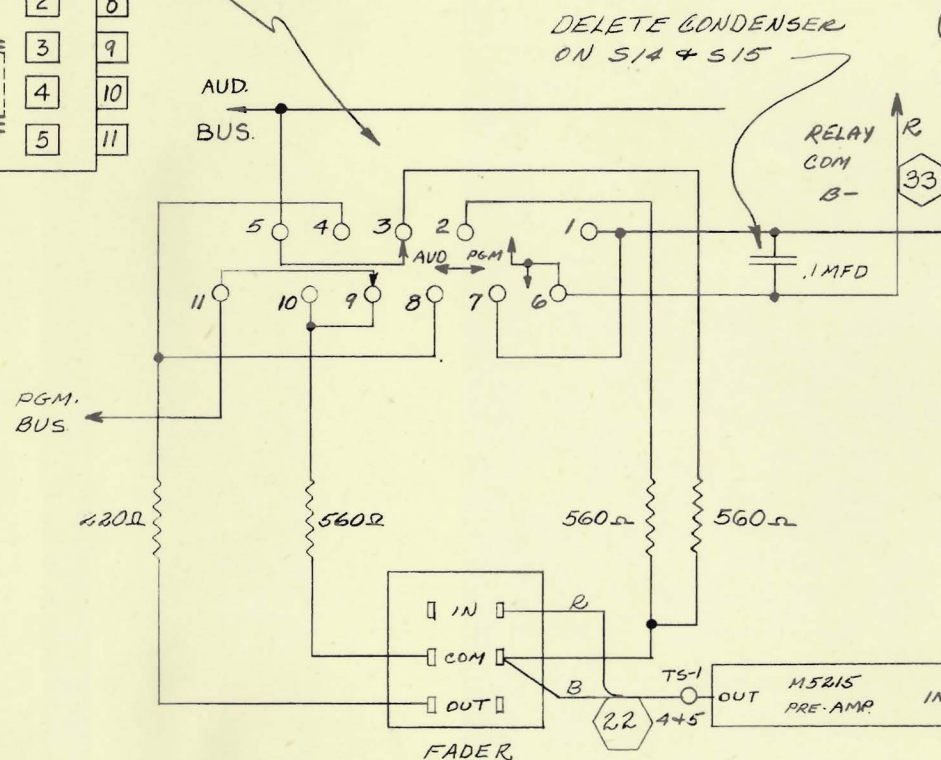 2 8
3 9
4 10
5 11
DELETE CONDENSER
ON S14 & S15
AUD.
BUS.
RELAY R
COM
B-
33
5 4 3 2 1
AUD PGM
.1MFD
11 10 9 8 7 6
PGM.
BUS
560Ω 560Ω 560Ω
IN R
COM
TS-1
B
OUT
22 4+5
OUT M5215
PRE-AMP.
IN
FADER